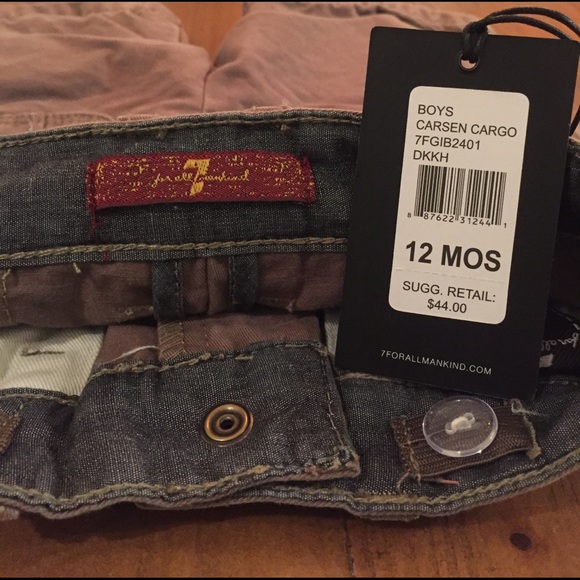 7
for all mankind
BOYS
CARSEN CARGO
7FGIB2401
DKKH
8 87622 31244 1
12 MOS
SUGG. RETAIL:
$44.00
7FORALLMANKIND.COM